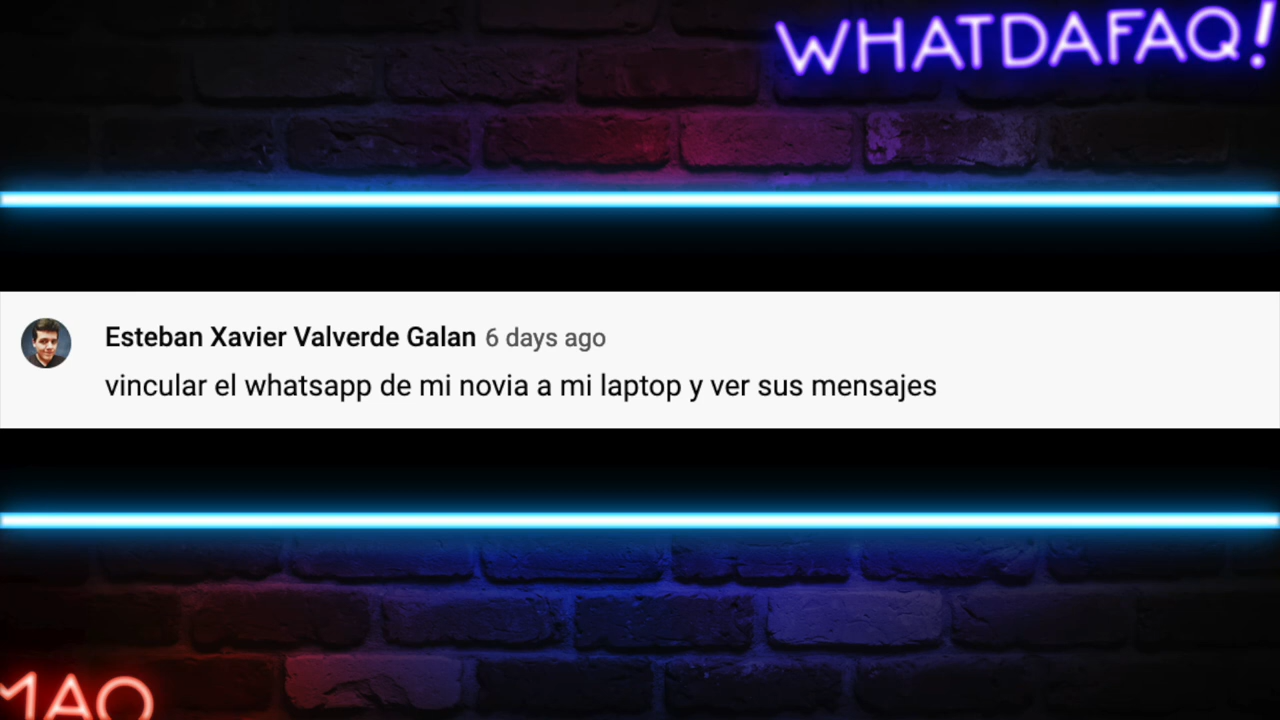 WHATDAFAQ!
Esteban Xavier Valverde Galan 6 days ago
vincular el whatsapp de mi novia a mi laptop y ver sus mensajes
MAO